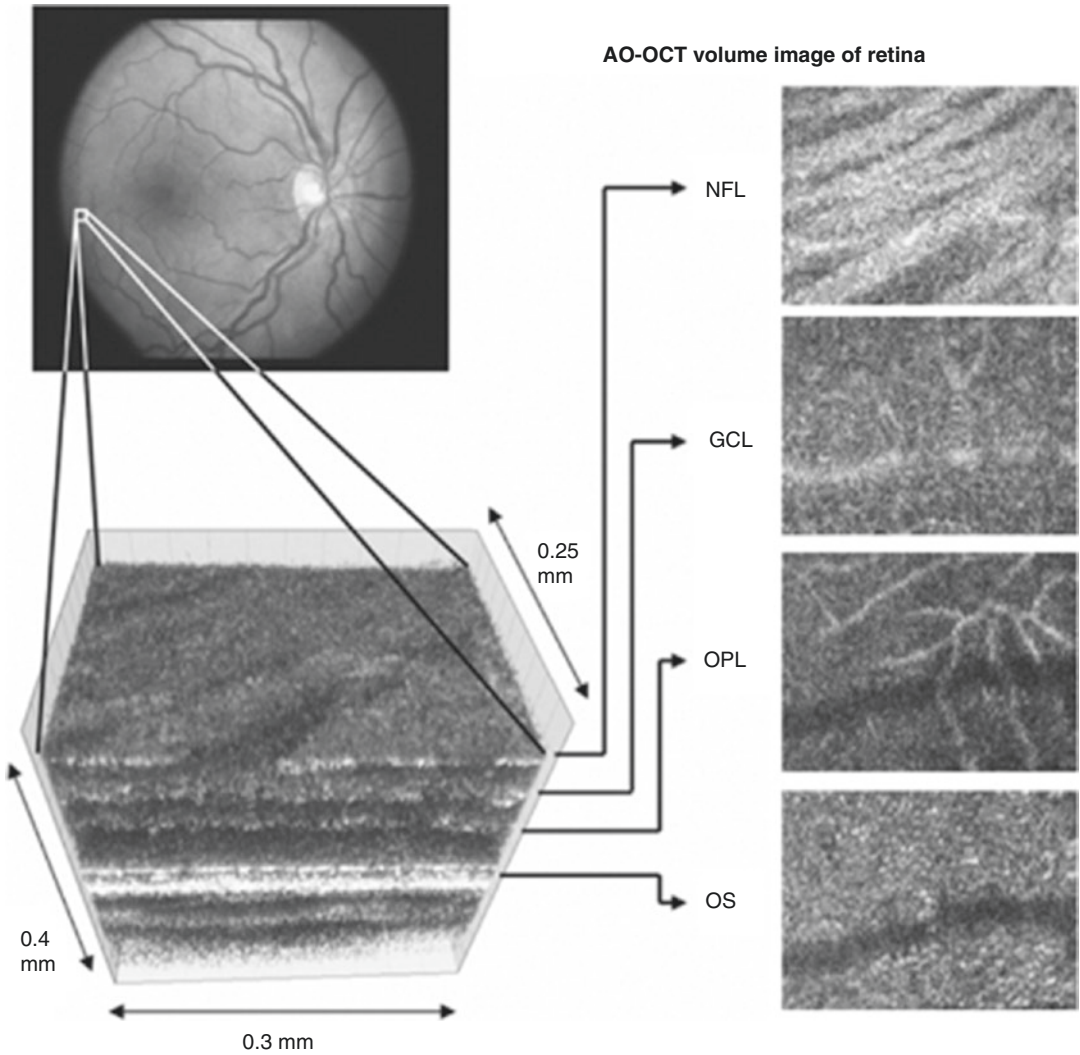 AO-OCT volume image of retina
NFL
GCL
0.25
mm
OPL
OS
0.4
mm
0.3 mm